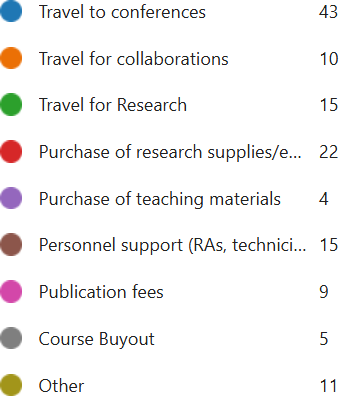 Travel to conferences 43
Travel for collaborations 10
Travel for Research 15
Purchase of research supplies/e... 22
Purchase of teaching materials 4
Personnel support (RAs, technici... 15
Publication fees 9
Course Buyout 5
Other 11